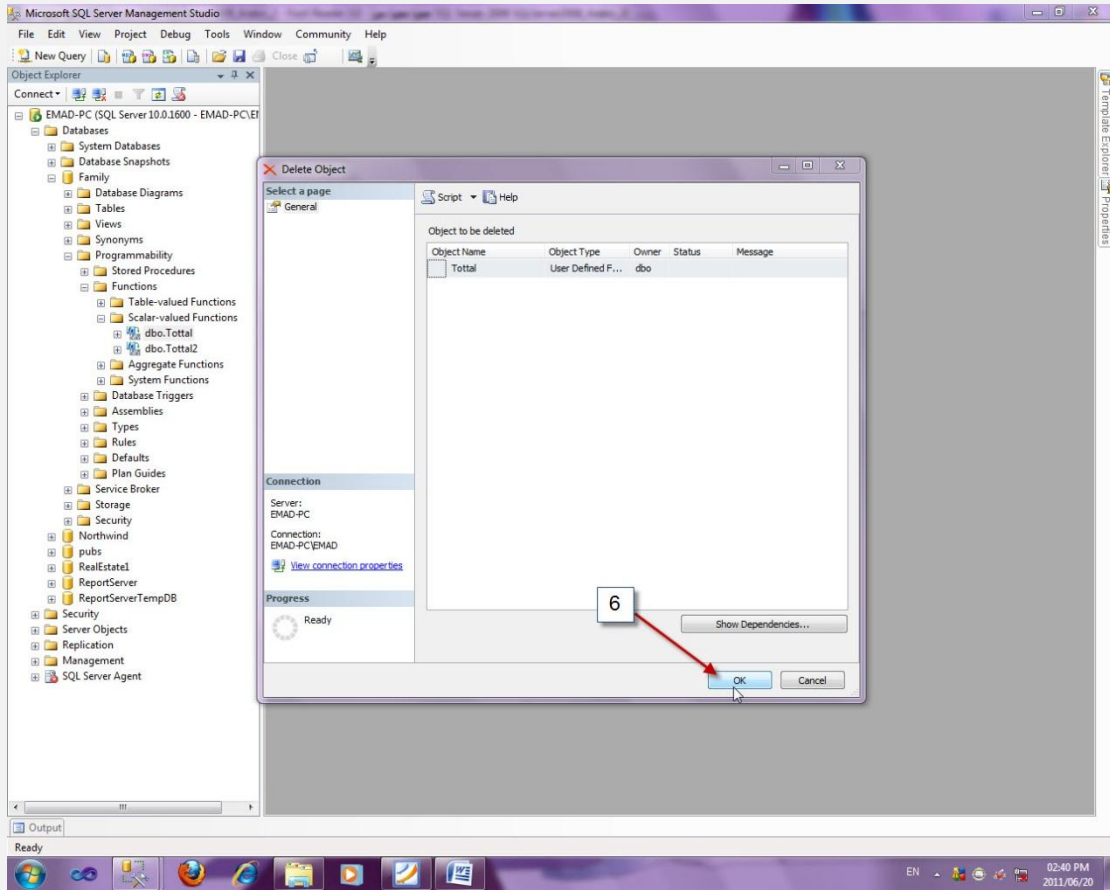 Microsoft SQL Server Management Studio
File Edit View Project Debug Tools Window Community Help
New Query Close
Object Explorer
Connect
EMAD-PC (SQL Server 10.0.1600 - EMAD-PC\E
Databases
System Databases
Database Snapshots
Family
Database Diagrams
Tables
Views
Synonyms
Programmability
Stored Procedures
Functions
Table-valued Functions
Scalar-valued Functions
dbo.Tottal
dbo.Tottal2
Aggregate Functions
System Functions
Database Triggers
Assemblies
Types
Rules
Defaults
Plan Guides
Service Broker
Storage
Security
Northwind
pubs
RealEstate1
ReportServer
ReportServerTempDB
Security
Server Objects
Replication
Management
SQL Server Agent
Delete Object
Select a page
General
Script Help
Object to be deleted
Object Name Object Type Owner Status Message
Tottal User Defined F... dbo
Connection
Server:
EMAD-PC
Connection:
EMAD-PC\EMAD
View connection properties
Progress
Ready
6
Show Dependencies...
OK Cancel
Template Explorer
Properties
Output
Ready
EN
02:40 PM
2011/06/20